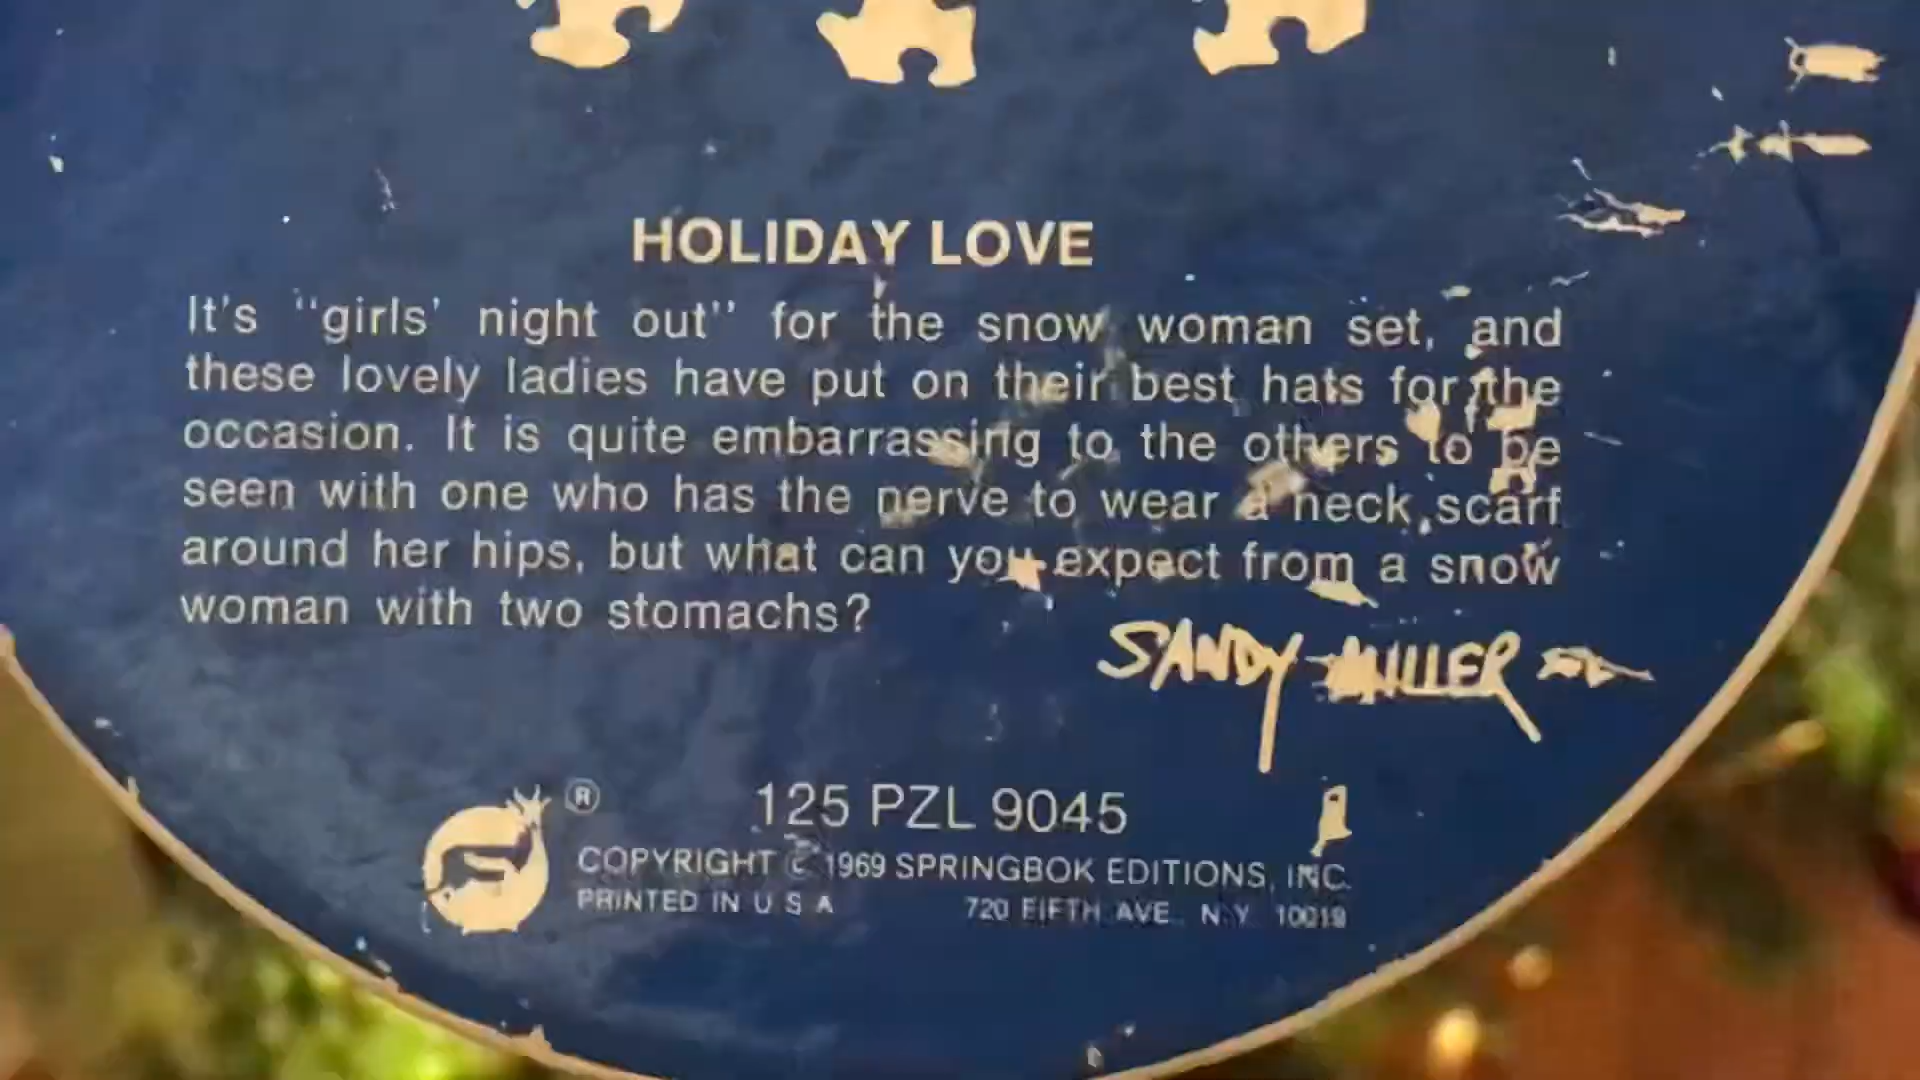 HOLIDAY LOVE
It's "girls' night out" for the snow woman set, and
these lovely ladies have put on their best hats for the
occasion. It is quite embarrassing to the others to be
seen with one who has the nerve to wear a neck scarf
around her hips, but what can you expect from a snow
woman with two stomachs?
SANDY MILLER
®
125 PZL 9045
COPYRIGHT © 1969 SPRINGBOK EDITIONS, INC.
PRINTED IN U S A 720 FIFTH AVE. N.Y. 10019